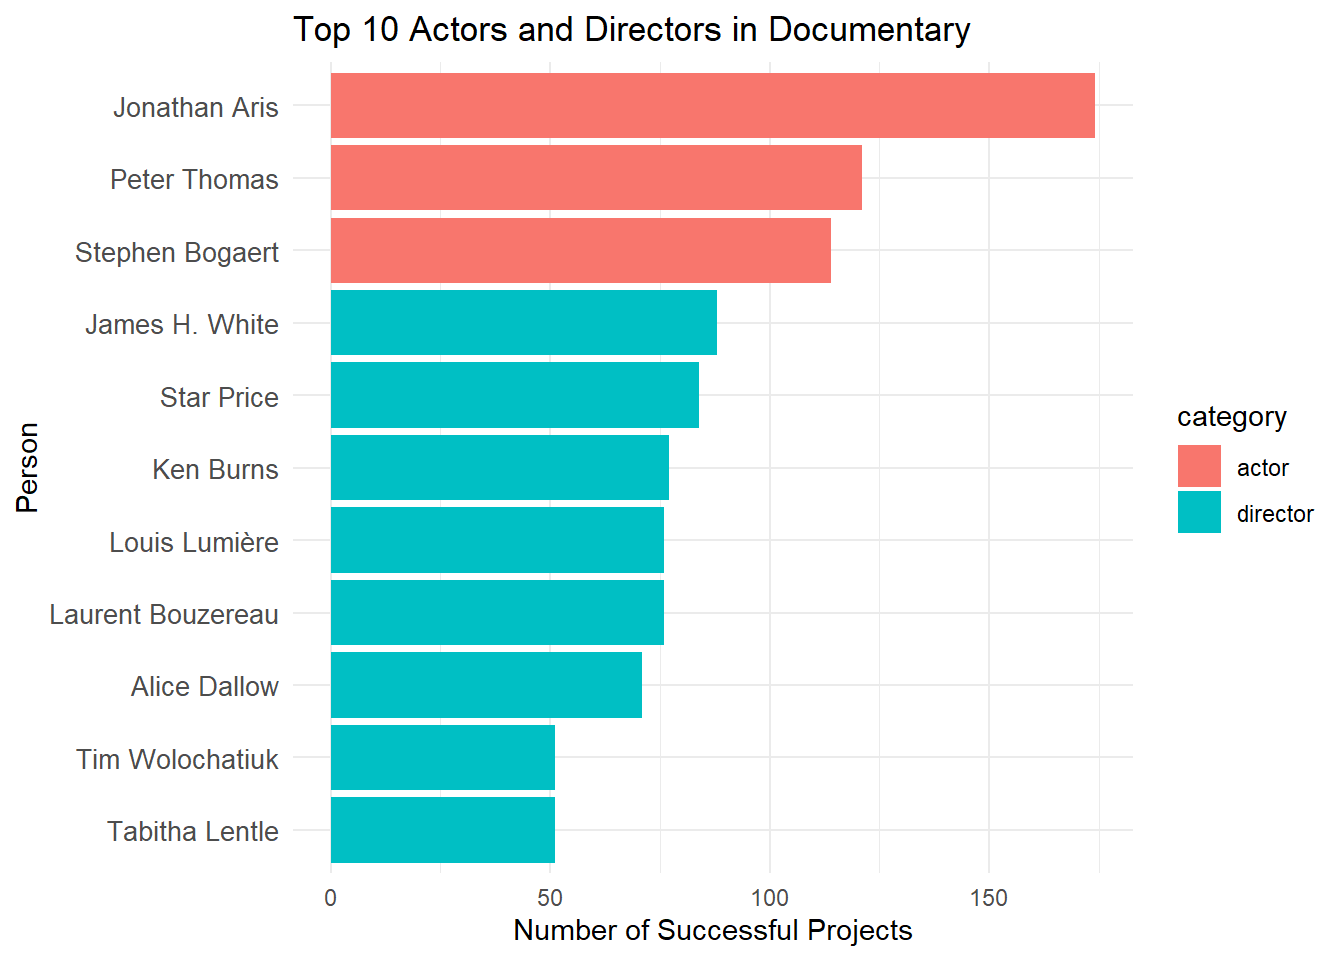 Top 10 Actors and Directors in Documentary
Jonathan Aris
Peter Thomas
Stephen Bogaert
James H. White
Star Price
Ken Burns
Louis Lumière
Laurent Bouzereau
Alice Dallow
Tim Wolochatiuk
Tabitha Lentle
Person
0 50 100 150
Number of Successful Projects
category
actor
director